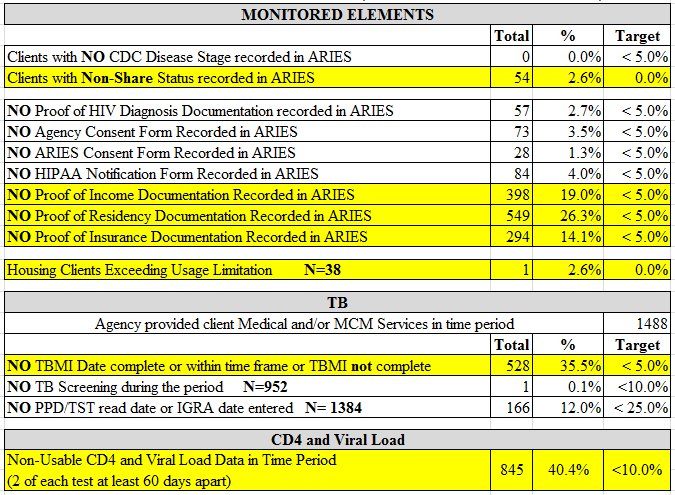 MONITORED ELEMENTS
Total % Target
Clients with NO CDC Disease Stage recorded in ARIES 0 0.0% < 5.0%
Clients with Non-Share Status recorded in ARIES 54 2.6% 0.0%
NO Proof of HIV Diagnosis Documentation recorded in ARIES 57 2.7% < 5.0%
NO Agency Consent Form Recorded in ARIES 73 3.5% < 5.0%
NO ARIES Consent Form Recorded in ARIES 28 1.3% < 5.0%
NO HIPAA Notification Form Recorded in ARIES 84 4.0% < 5.0%
NO Proof of Income Documentation Recorded in ARIES 398 19.0% < 5.0%
NO Proof of Residency Documentation Recorded in ARIES 549 26.3% < 5.0%
NO Proof of Insurance Documentation Recorded in ARIES 294 14.1% < 5.0%
Housing Clients Exceeding Usage Limitation N=38 1 2.6% 0.0%
TB
Agency provided client Medical and/or MCM Services in time period 1488
Total % Target
NO TBMI Date complete or within time frame or TBMI not complete 528 35.5% < 5.0%
NO TB Screening during the period N=952 1 0.1% <10.0%
NO PPD/TST read date or IGRA date entered N= 1384 166 12.0% < 25.0%
CD4 and Viral Load
Non-Usable CD4 and Viral Load Data in Time Period
(2 of each test at least 60 days apart) 845 40.4% <10.0%